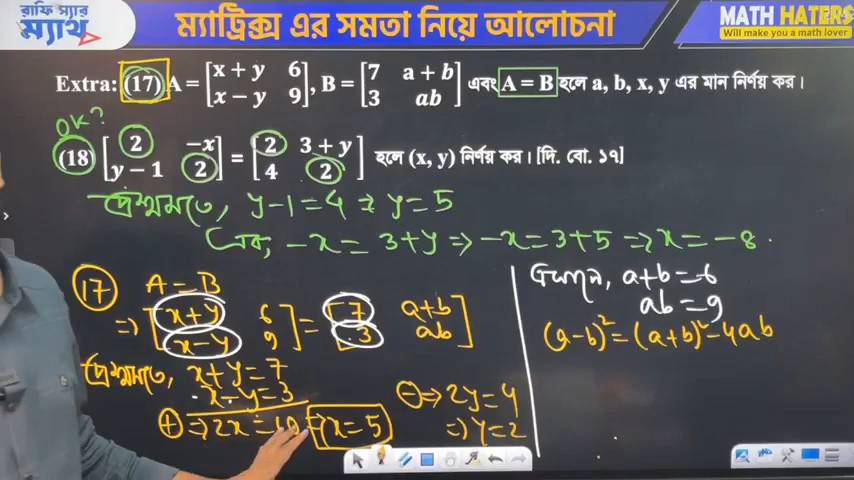 রাফি স্যার
ম্যাথ
ম্যাট্রিক্স এর সমতা নিয়ে আলোচনা
MATH HATERS
Will make you a math lover
Extra: (17) A = [x + y 6
x − y 9], B = [7 a + b
3 ab] এবং A = B হলে a, b, x, y এর মান নির্ণয় কর।
OK?
(18) [2 −x
y − 1 2] = [2 3 + y
4 2] হলে (x, y) নির্ণয় কর। [দি. বো. ১৭]
প্রশ্নমতে, y−1=4 ⇒ y=5
এবং, −x = 3+y ⇒ −x=3+5 ⇒ x=−8.
17 A=B
⇒ [x+y 6
x−y 9] = [7 a+b
3 ab]
প্রশ্নমতে, x+y=7
x−y=3
(+) ⇒ 2x=10 ⇒ x=5
(−) ⇒ 2y=4
⇒ y=2
a+b=6
ab=9
(a−b)²=(a+b)²−4ab